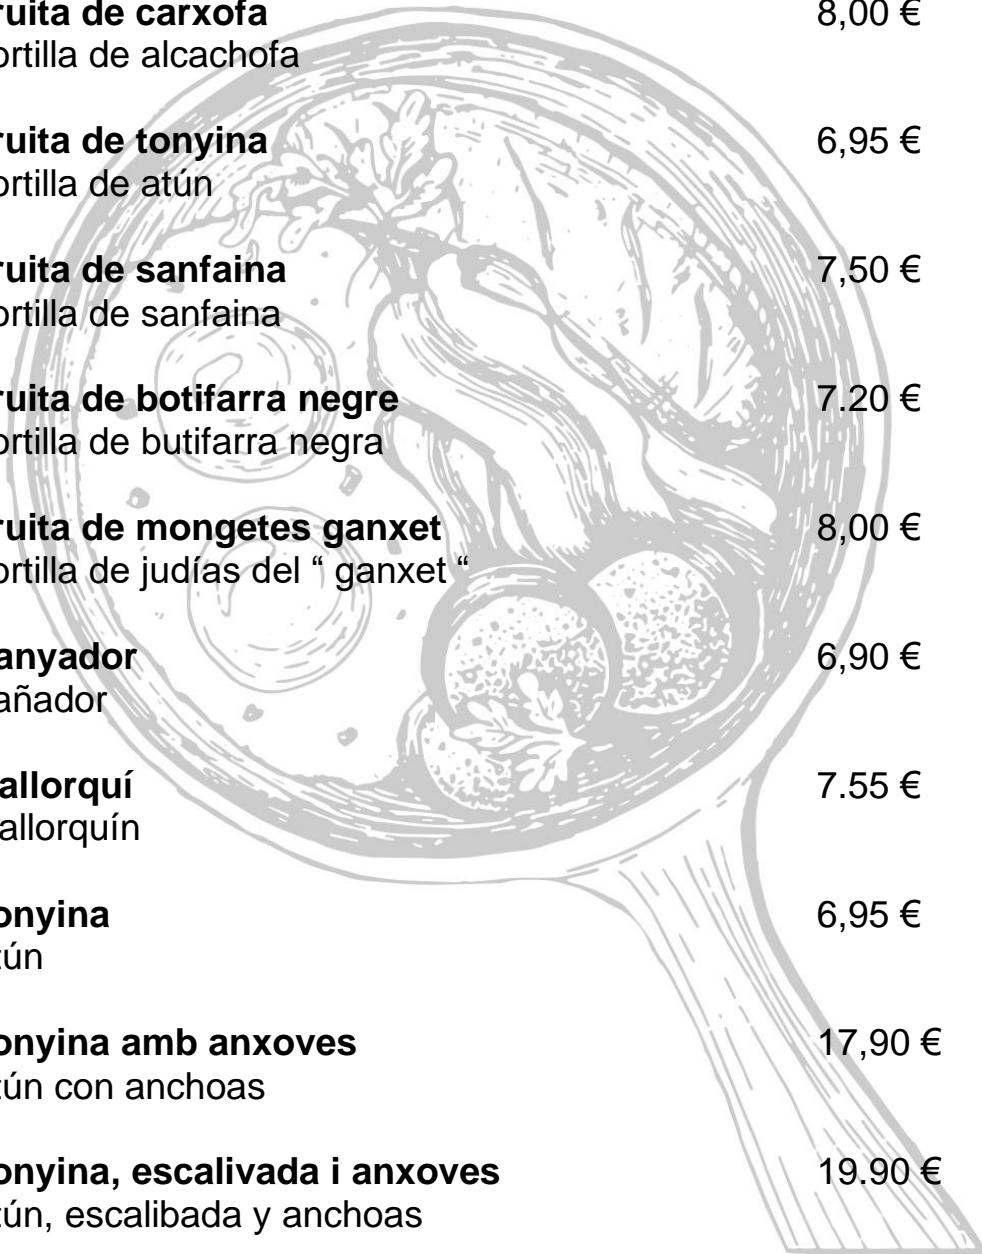 ruita de carxofa 8,00 €
ortilla de alcachofa
ruita de tonyina 6,95 €
ortilla de atún
ruita de sanfaina 7,50 €
ortilla de sanfaina
ruita de botifarra negre 7.20 €
ortilla de butifarra negra
ruita de mongetes ganxet 8,00 €
ortilla de judías del “ ganxet “
anyador 6,90 €
añador
allorquí 7.55 €
allorquín
onyina 6,95 €
tún
onyina amb anxoves 17,90 €
tún con anchoas
onyina, escalivada i anxoves 19.90 €
tún, escalibada y anchoas